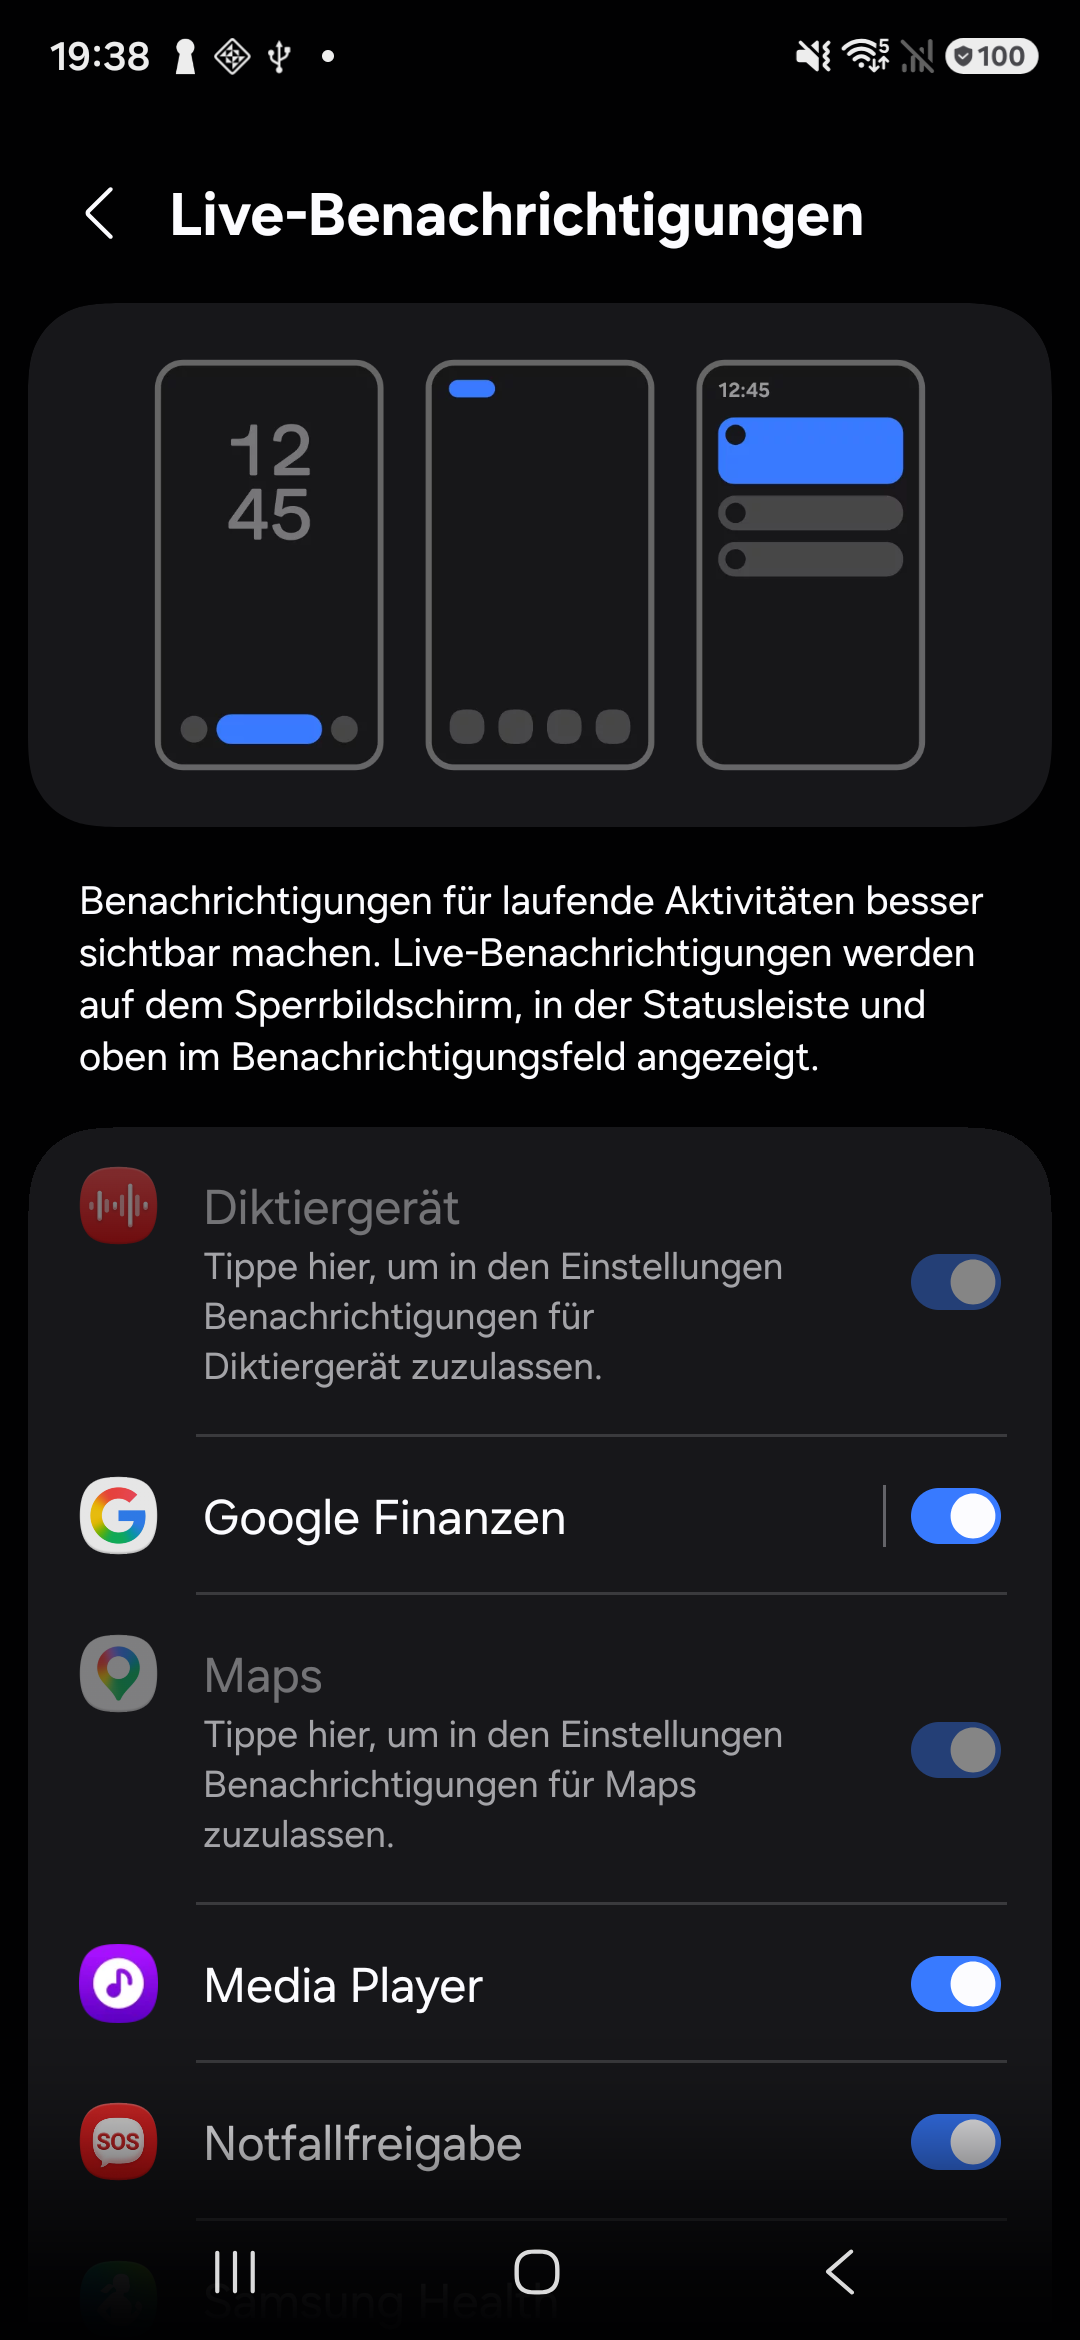 19:38
5
100
Live-Benachrichtigungen
12
45
12:45
Benachrichtigungen für laufende Aktivitäten besser
sichtbar machen. Live-Benachrichtigungen werden
auf dem Sperrbildschirm, in der Statusleiste und
oben im Benachrichtigungsfeld angezeigt.
Diktiergerät
Tippe hier, um in den Einstellungen
Benachrichtigungen für
Diktiergerät zuzulassen.
Google Finanzen
Maps
Tippe hier, um in den Einstellungen
Benachrichtigungen für Maps
zuzulassen.
Media Player
SOS
Notfallfreigabe
Samsung Health